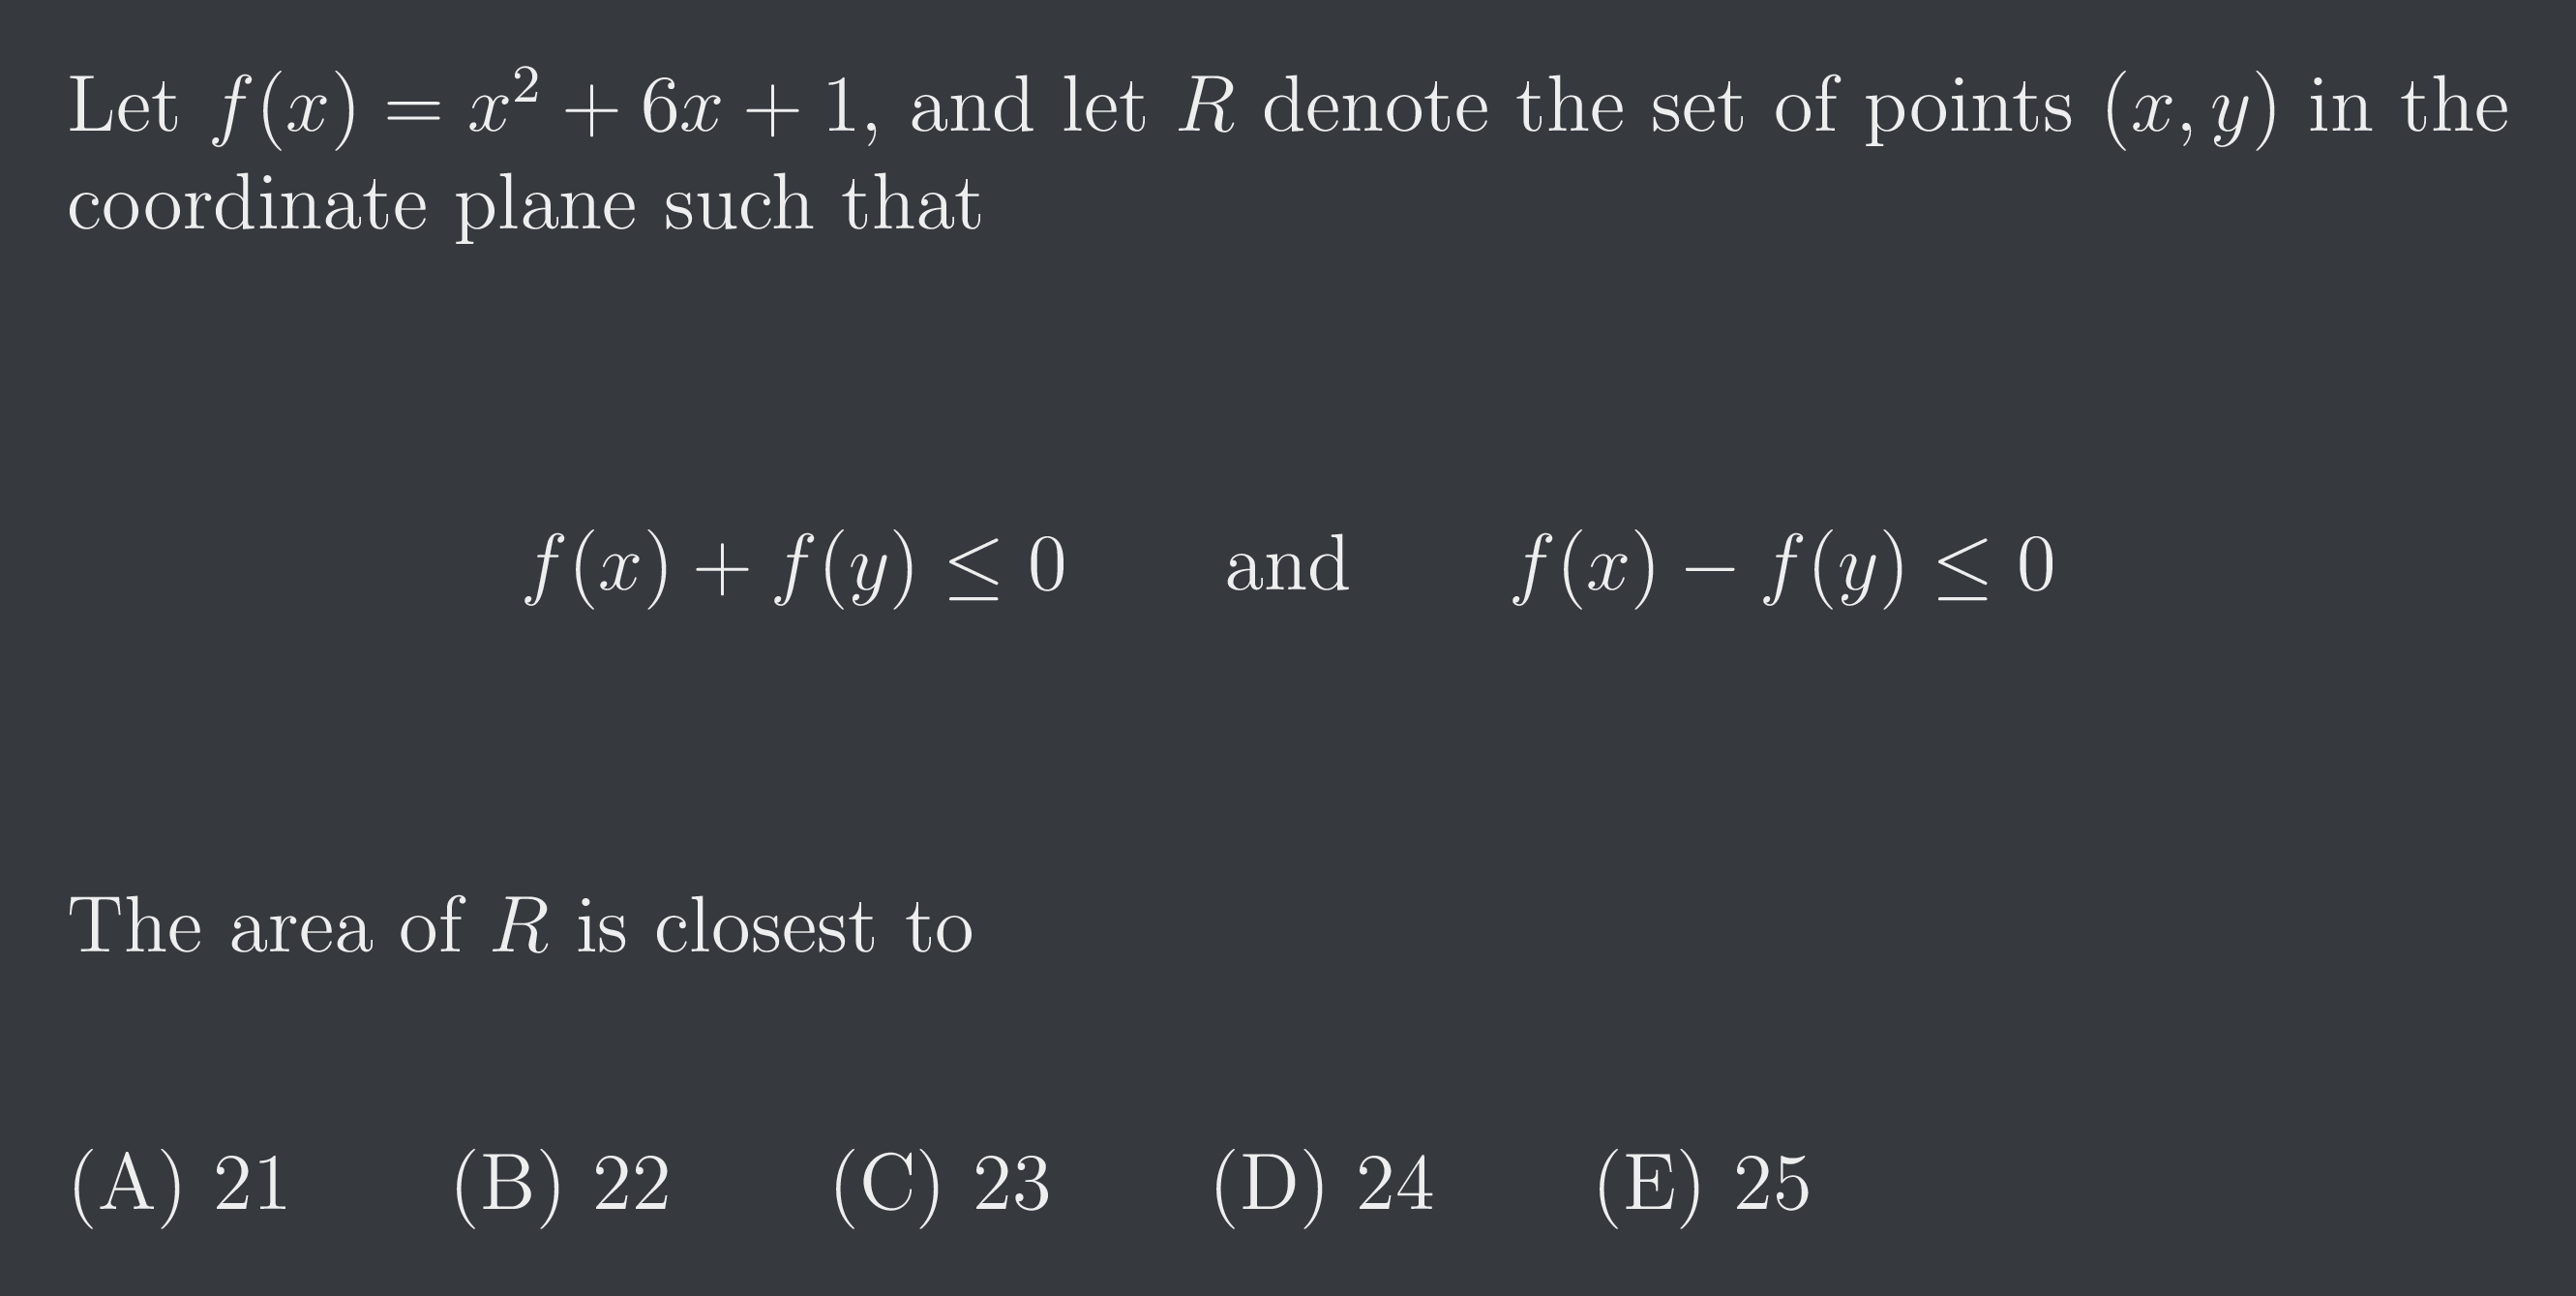 Let f(x) = x² + 6x + 1, and let R denote the set of points (x, y) in the
coordinate plane such that
f(x) + f(y) ≤ 0 and f(x) − f(y) ≤ 0
The area of R is closest to
(A) 21 (B) 22 (C) 23 (D) 24 (E) 25